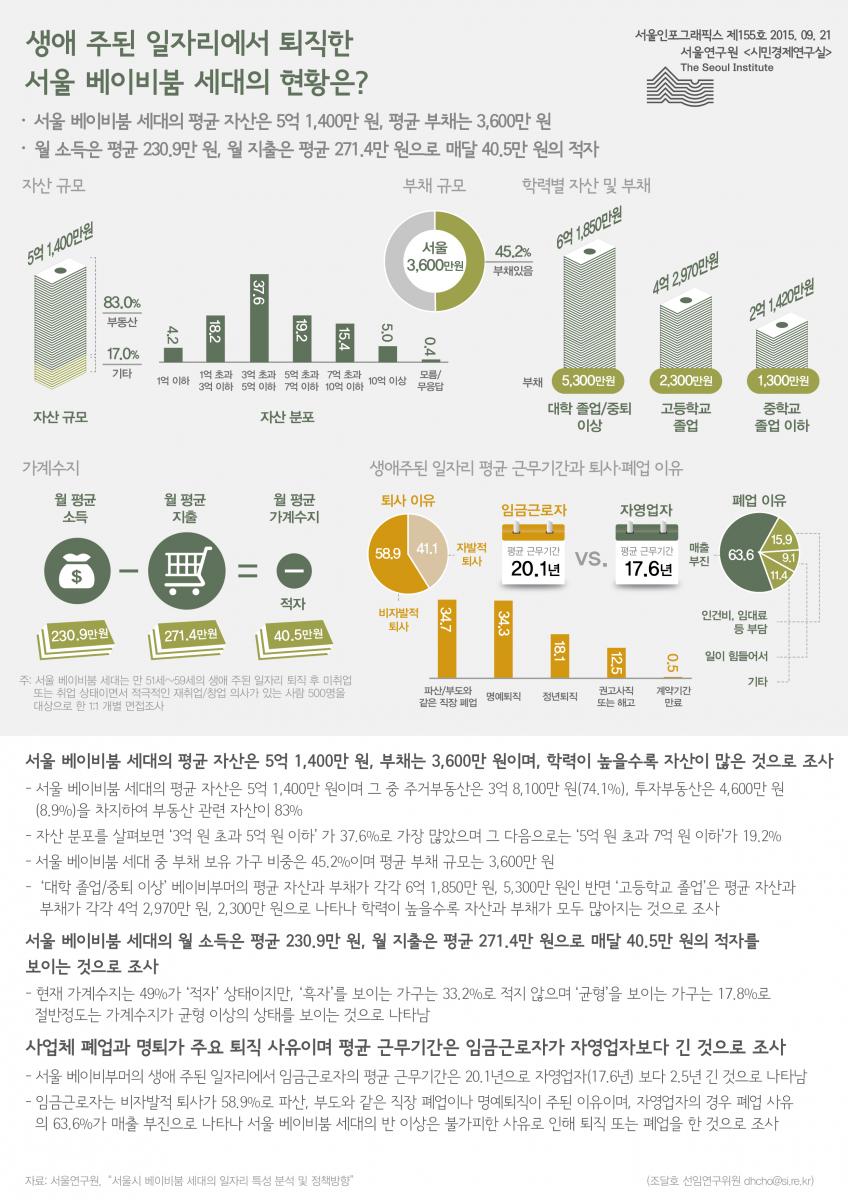 생애 주된 일자리에서 퇴직한
서울 베이비붐 세대의 현황은?
서울인포그래픽스 제155호 2015. 09. 21
서울연구원 <시민경제연구실>
The Seoul Institute
· 서울 베이비붐 세대의 평균 자산은 5억 1,400만 원, 평균 부채는 3,600만 원
· 월 소득은 평균 230.9만 원, 월 지출은 평균 271.4만 원으로 매달 40.5만 원의 적자
자산 규모
5억 1,400만원
83.0%
부동산
17.0%
기타
자산 규모
4.2
18.2
37.6
19.2
15.4
5.0
0.4
1억 이하
1억 초과
3억 이하
3억 초과
5억 이하
5억 초과
7억 이하
7억 초과
10억 이하
10억 이상
모름/
무응답
자산 분포
부채 규모
서울
3,600만원
45.2%
부채있음
학력별 자산 및 부채
6억 1,850만원
4억 2,970만원
2억 1,420만원
부채
5,300만원
2,300만원
1,300만원
대학 졸업/중퇴
이상
고등학교
졸업
중학교
졸업 이하
가계수지
월 평균
소득
월 평균
지출
월 평균
가계수지
$
적자
230.9만원
271.4만원
40.5만원
주: 서울 베이비붐 세대는 만 51세~59세의 생애 주된 일자리 퇴직 후 미취업
또는 취업 상태이면서 적극적인 재취업/창업 의사가 있는 사람 500명을
대상으로 한 1:1 개별 면접조사
생애주된 일자리 평균 근무기간과 퇴사·폐업 이유
퇴사 이유
58.9
41.1
자발적
퇴사
비자발적
퇴사
임금근로자
평균 근무기간
20.1년
vs.
자영업자
평균 근무기간
17.6년
폐업 이유
매출
부진
63.6
15.9
9.1
11.4
인건비, 임대료
등 부담
일이 힘들어서
기타
34.7
34.3
18.1
12.5
0.5
파산/부도와
같은 직장 폐업
명예퇴직
정년퇴직
권고사직
또는 해고
계약기간
만료
서울 베이비붐 세대의 평균 자산은 5억 1,400만 원, 부채는 3,600만 원이며, 학력이 높을수록 자산이 많은 것으로 조사
- 서울 베이비붐 세대의 평균 자산은 5억 1,400만 원이며 그 중 주거부동산은 3억 8,100만 원(74.1%), 투자부동산은 4,600만 원
(8.9%)을 차지하여 부동산 관련 자산이 83%
- 자산 분포를 살펴보면 '3억 원 초과 5억 원 이하' 가 37.6%로 가장 많았으며 그 다음으로는 '5억 원 초과 7억 원 이하'가 19.2%
- 서울 베이비붐 세대 중 부채 보유 가구 비중은 45.2%이며 평균 부채 규모는 3,600만 원
- '대학 졸업/중퇴 이상' 베이비부머의 평균 자산과 부채가 각각 6억 1,850만 원, 5,300만 원인 반면 '고등학교 졸업'은 평균 자산과
부채가 각각 4억 2,970만 원, 2,300만 원으로 나타나 학력이 높을수록 자산과 부채가 모두 많아지는 것으로 조사
서울 베이비붐 세대의 월 소득은 평균 230.9만 원, 월 지출은 평균 271.4만 원으로 매달 40.5만 원의 적자를
보이는 것으로 조사
- 현재 가계수지는 49%가 '적자' 상태이지만, '흑자'를 보이는 가구는 33.2%로 적지 않으며 '균형'을 보이는 가구는 17.8%로
절반정도는 가계수지가 균형 이상의 상태를 보이는 것으로 나타남
사업체 폐업과 명퇴가 주요 퇴직 사유이며 평균 근무기간은 임금근로자가 자영업자보다 긴 것으로 조사
- 서울 베이비부머의 생애 주된 일자리에서 임금근로자의 평균 근무기간은 20.1년으로 자영업자(17.6년) 보다 2.5년 긴 것으로 나타남
- 임금근로자는 비자발적 퇴사가 58.9%로 파산, 부도와 같은 직장 폐업이나 명예퇴직이 주된 이유이며, 자영업자의 경우 폐업 사유
의 63.6%가 매출 부진으로 나타나 서울 베이비붐 세대의 반 이상은 불가피한 사유로 인해 퇴직 또는 폐업을 한 것으로 조사
자료: 서울연구원, "서울시 베이비붐 세대의 일자리 특성 분석 및 정책방향"
(조달호 선임연구위원 dhcho@si.re.kr)